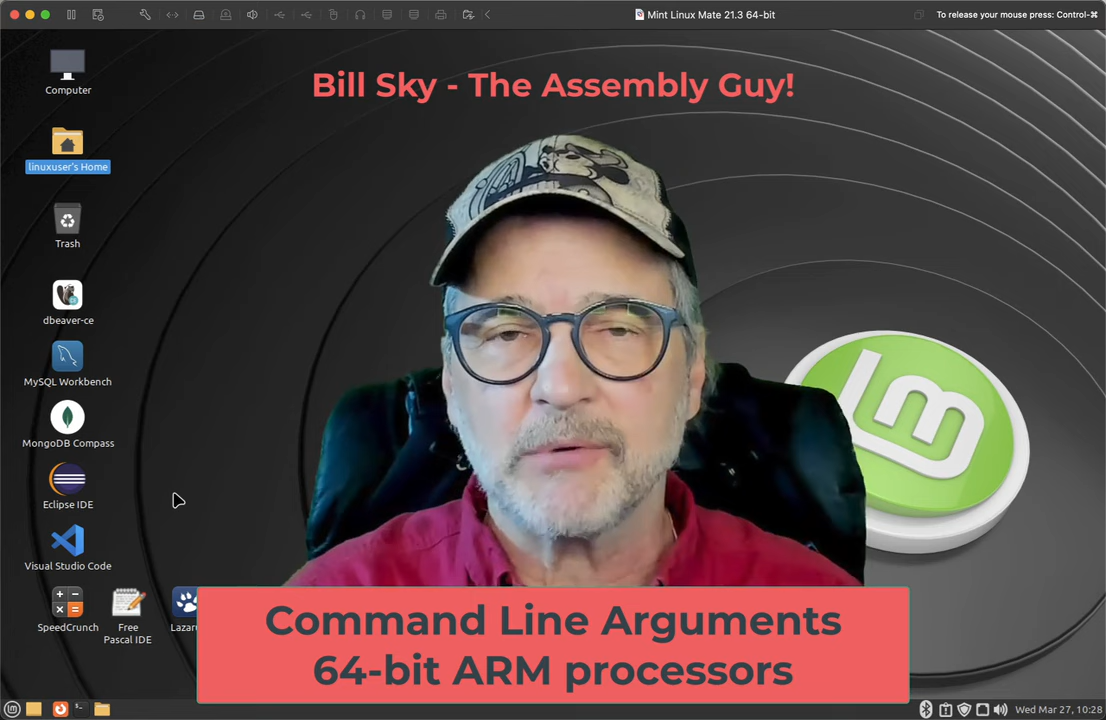 Mint Linux Mate 21.3 64-bit
To release your mouse press: Control-⌘
Bill Sky - The Assembly Guy!
Computer
linuxuser's Home
Trash
dbeaver-ce
MySQL Workbench
MongoDB Compass
Eclipse IDE
Visual Studio Code
SpeedCrunch
Free
Pascal IDE
Lazar
Command Line Arguments
64-bit ARM processors
Wed Mar 27, 10:28